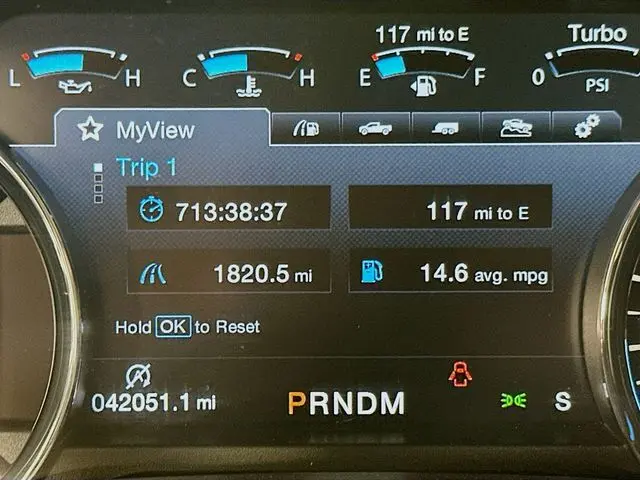 117 mi to E
Turbo
L H
C H
E F
0
PSI
MyView
Trip 1
713:38:37
117 mi to E
1820.5 mi
14.6 avg. mpg
Hold OK to Reset
042051.1 mi
PRNDM
S